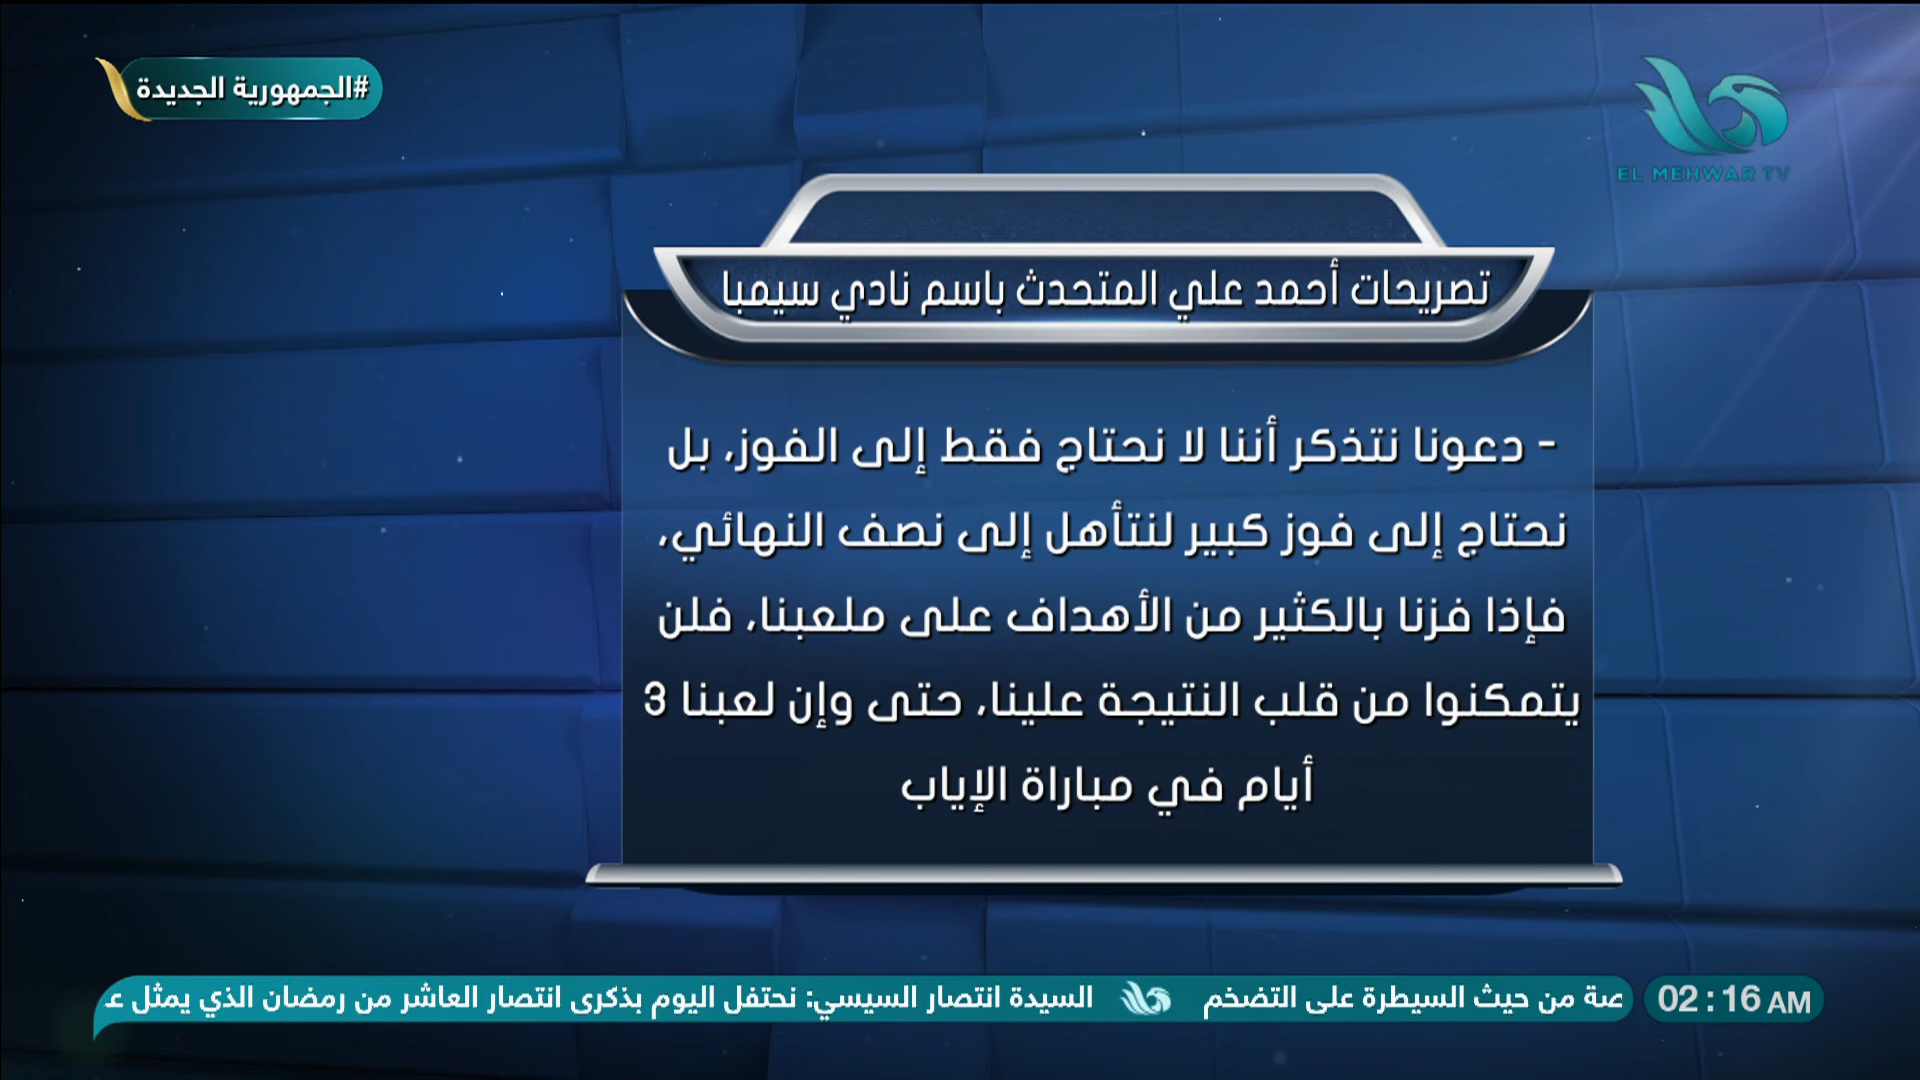 #الجمهورية الجديدة
EL MEHWAR TV
تصريحات أحمد علي المتحدث باسم نادي سيمبا
- دعونا نتذكر أننا لا نحتاج فقط إلى الفوز، بل
نحتاج إلى فوز كبير لنتأهل إلى نصف النهائي،
فإذا فزنا بالكثير من الأهداف على ملعبنا، فلن
يتمكنوا من قلب النتيجة علينا، حتى وإن لعبنا 3
أيام في مباراة الإياب
صة من حيث السيطرة على التضخم السيدة انتصار السيسي: نحتفل اليوم بذكرى انتصار العاشر من رمضان الذي يمثل ع
02:16 AM